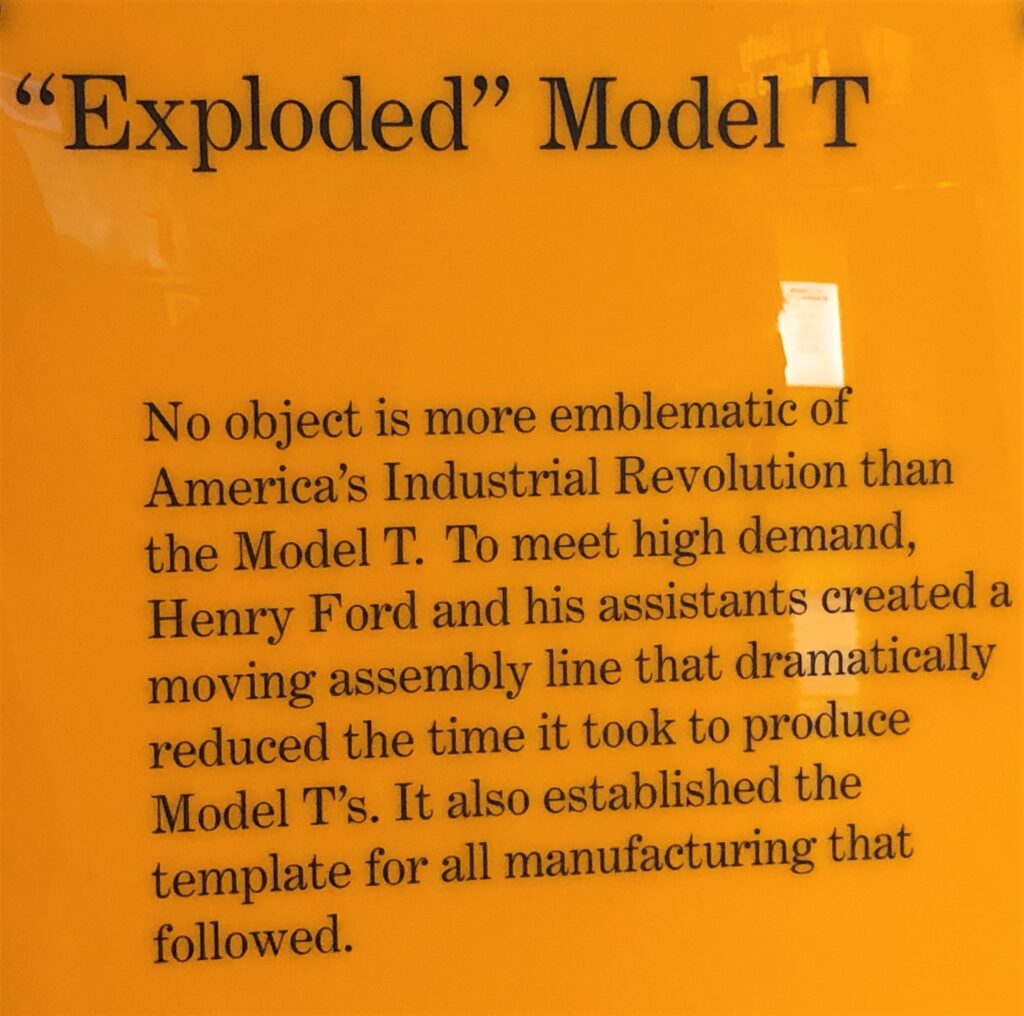 “Exploded” Model T
No object is more emblematic of
America’s Industrial Revolution than
the Model T. To meet high demand,
Henry Ford and his assistants created a
moving assembly line that dramatically
reduced the time it took to produce
Model T’s. It also established the
template for all manufacturing that
followed.